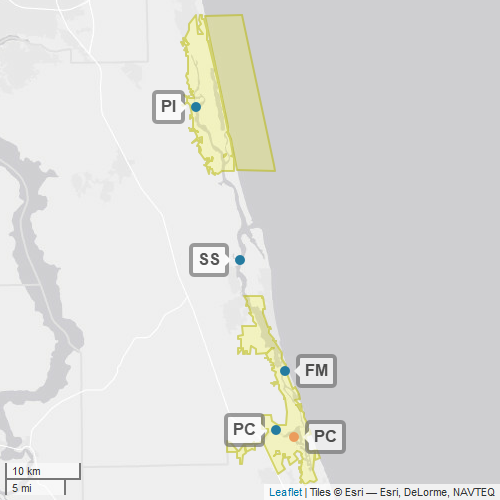 PI
SS
FM
PC
PC
10 km
5 mi
Leaflet | Tiles © Esri — Esri, DeLorme, NAVTEQ